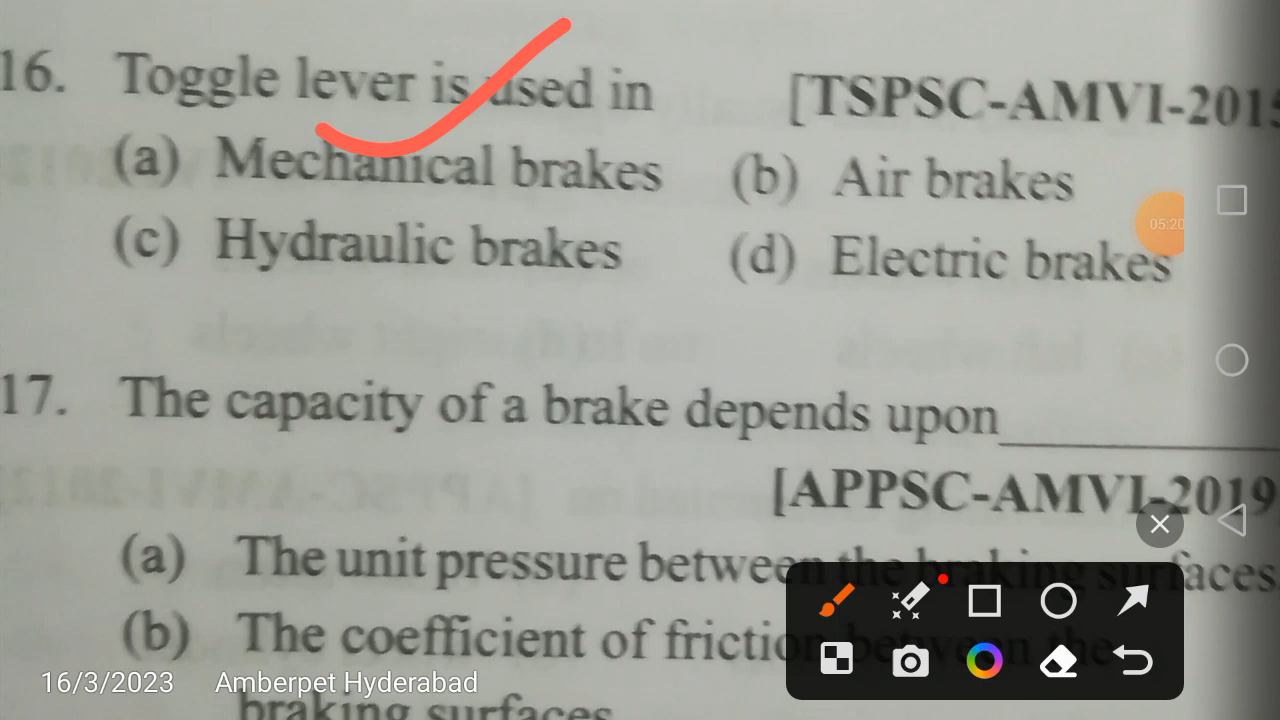 16. Toggle lever is used in [TSPSC-AMVI-2015
(a) Mechanical brakes (b) Air brakes
05:20
(c) Hydraulic brakes (d) Electric brakes
17. The capacity of a brake depends upon
[APPSC-AMVI-2019
(a) The unit pressure between the braking surfaces
(b) The coefficient of friction between the
braking surfaces
16/3/2023 Amberpet Hyderabad